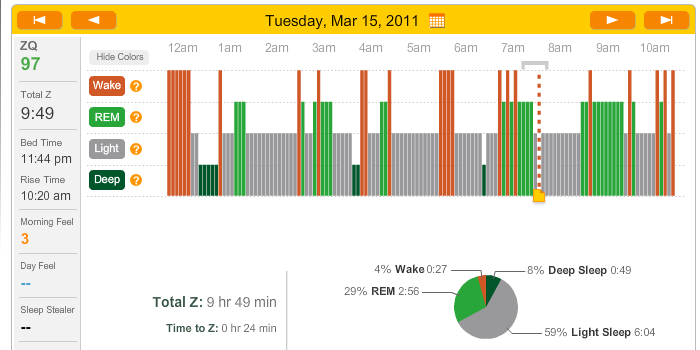 Tuesday, Mar 15, 2011
ZQ
97
Total Z
9:49
Bed Time
11:44 pm
Rise Time
10:20 am
Morning Feel
3
Day Feel
--
Sleep Stealer
--
Hide Colors
12am 1am 2am 3am 4am 5am 6am 7am 8am 9am 10am
Wake ?
REM ?
Light ?
Deep ?
Total Z: 9 hr 49 min
Time to Z: 0 hr 24 min
4% Wake 0:27
8% Deep Sleep 0:49
29% REM 2:56
59% Light Sleep 6:04